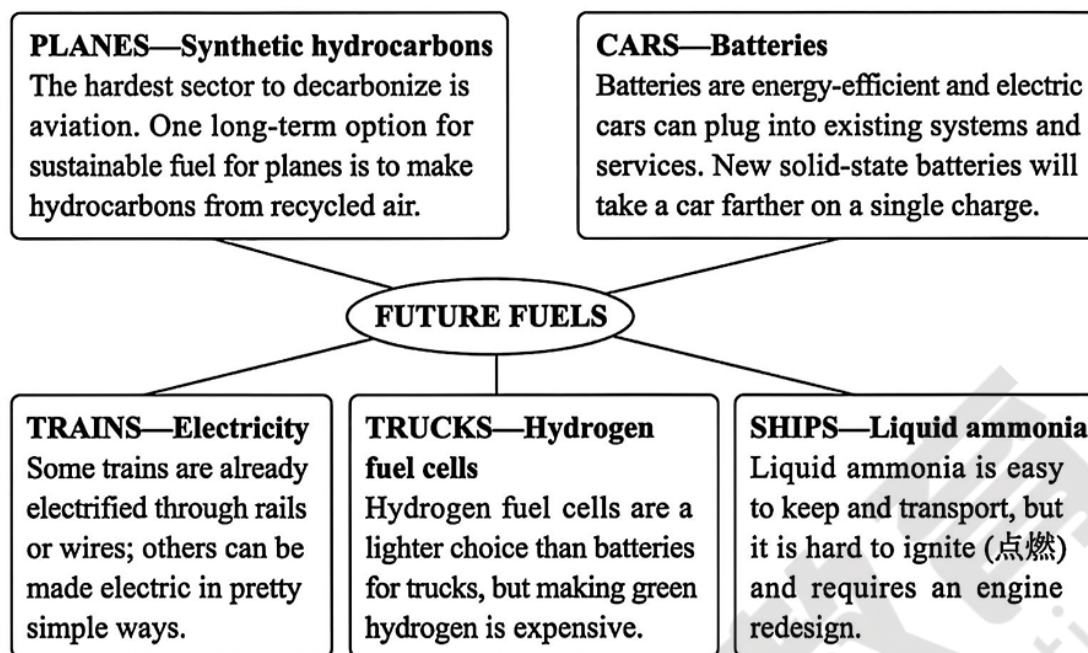 PLANES—Synthetic hydrocarbons
The hardest sector to decarbonize is
aviation. One long-term option for
sustainable fuel for planes is to make
hydrocarbons from recycled air.
CARS—Batteries
Batteries are energy-efficient and electric
cars can plug into existing systems and
services. New solid-state batteries will
take a car farther on a single charge.
FUTURE FUELS
TRAINS—Electricity
Some trains are already
electrified through rails
or wires; others can be
made electric in pretty
simple ways.
TRUCKS—Hydrogen
fuel cells
Hydrogen fuel cells are a
lighter choice than batteries
for trucks, but making green
hydrogen is expensive.
SHIPS—Liquid ammonia
Liquid ammonia is easy
to keep and transport, but
it is hard to ignite (点燃)
and requires an engine
redesign.